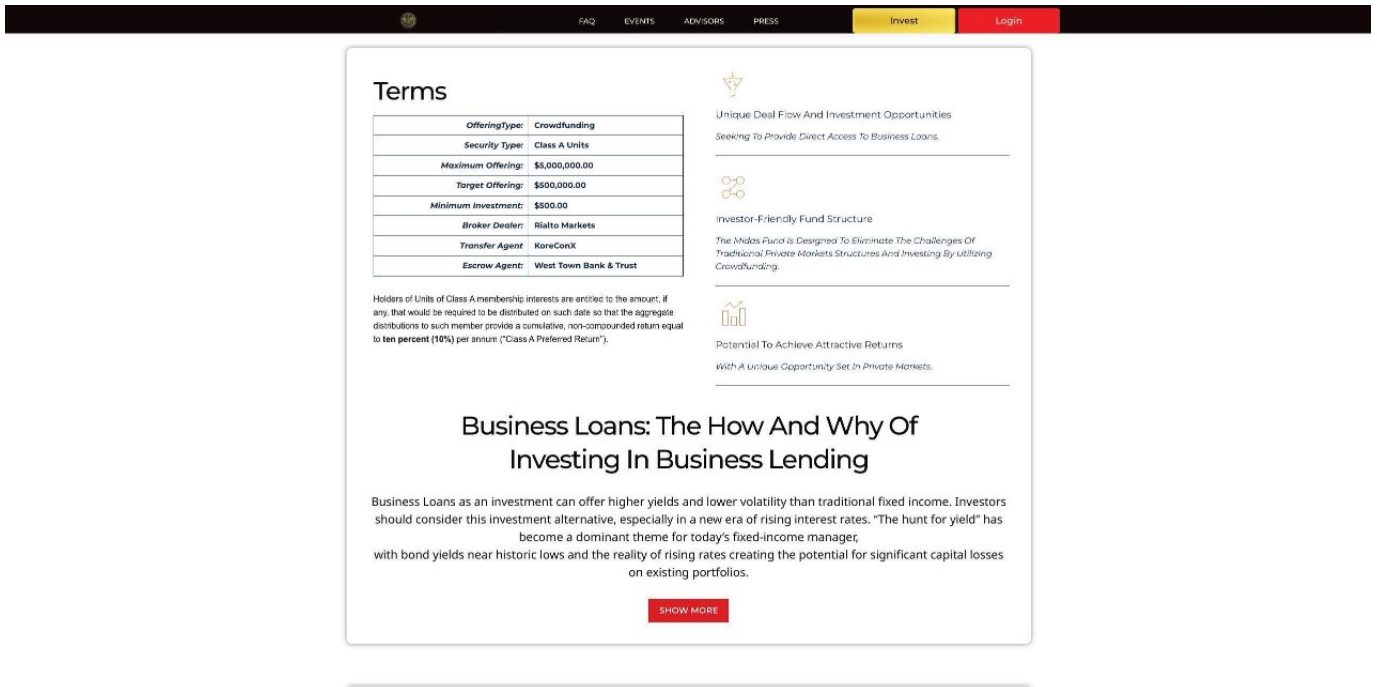 FAQ EVENTS ADVISORS PRESS Invest Login
Terms
OfferingType: Crowdfunding
Security Type: Class A Units
Maximum Offering: $5,000,000.00
Target Offering: $500,000.00
Minimum Investment: $500.00
Broker Dealer: Rialto Markets
Transfer Agent KoreConX
Escrow Agent: West Town Bank & Trust
Holders of Units of Class A membership interests are entitled to the amount, if
any, that would be required to be distributed on such date so that the aggregate
distributions to such member provide a cumulative, non-compounded return equal
to ten percent (10%) per annum ("Class A Preferred Return").
Unique Deal Flow And Investment Opportunities
Seeking To Provide Direct Access To Business Loans.
Investor-Friendly Fund Structure
The Midas Fund Is Designed To Eliminate The Challenges Of
Traditional Private Markets Structures And Investing By Utilizing
Crowdfunding.
Potential To Achieve Attractive Returns
With A Unique Opportunity Set In Private Markets.
Business Loans: The How And Why Of
Investing In Business Lending
Business Loans as an investment can offer higher yields and lower volatility than traditional fixed income. Investors
should consider this investment alternative, especially in a new era of rising interest rates. “The hunt for yield” has
become a dominant theme for today’s fixed-income manager,
with bond yields near historic lows and the reality of rising rates creating the potential for significant capital losses
on existing portfolios.
SHOW MORE